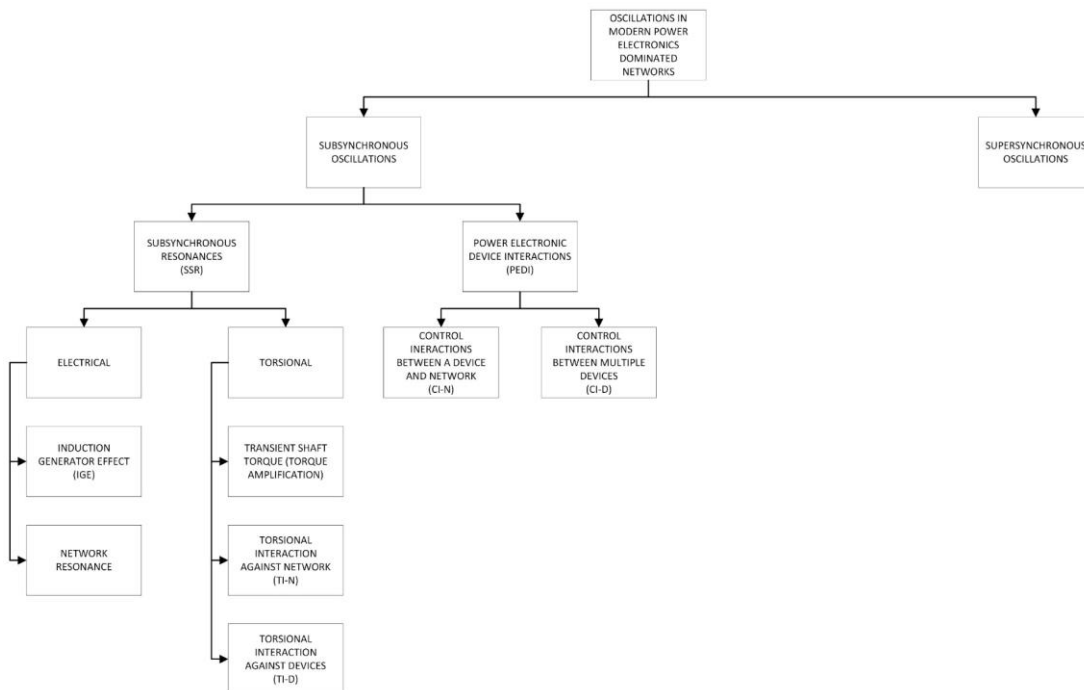 OSCILLATIONS IN
MODERN POWER
ELECTRONICS
DOMINATED
NETWORKS
SUBSYNCHRONOUS
OSCILLATIONS
SUPERSYNCHRONOUS
OSCILLATIONS
SUBSYNCHRONOUS
RESONANCES
(SSR)
POWER ELECTRONIC
DEVICE INTERACTIONS
(PEDI)
ELECTRICAL
TORSIONAL
CONTROL
INERACTIONS
BETWEEN A DEVICE
AND NETWORK
(CI-N)
CONTROL
INTERACTIONS
BETWEEN MULTIPLE
DEVICES
(CI-D)
INDUCTION
GENERATOR EFFECT
(IGE)
TRANSIENT SHAFT
TORQUE (TORQUE
AMPLIFICATION)
NETWORK
RESONANCE
TORSIONAL
INTERACTION
AGAINST NETWORK
(TI-N)
TORSIONAL
INTERACTION
AGAINST DEVICES
(TI-D)